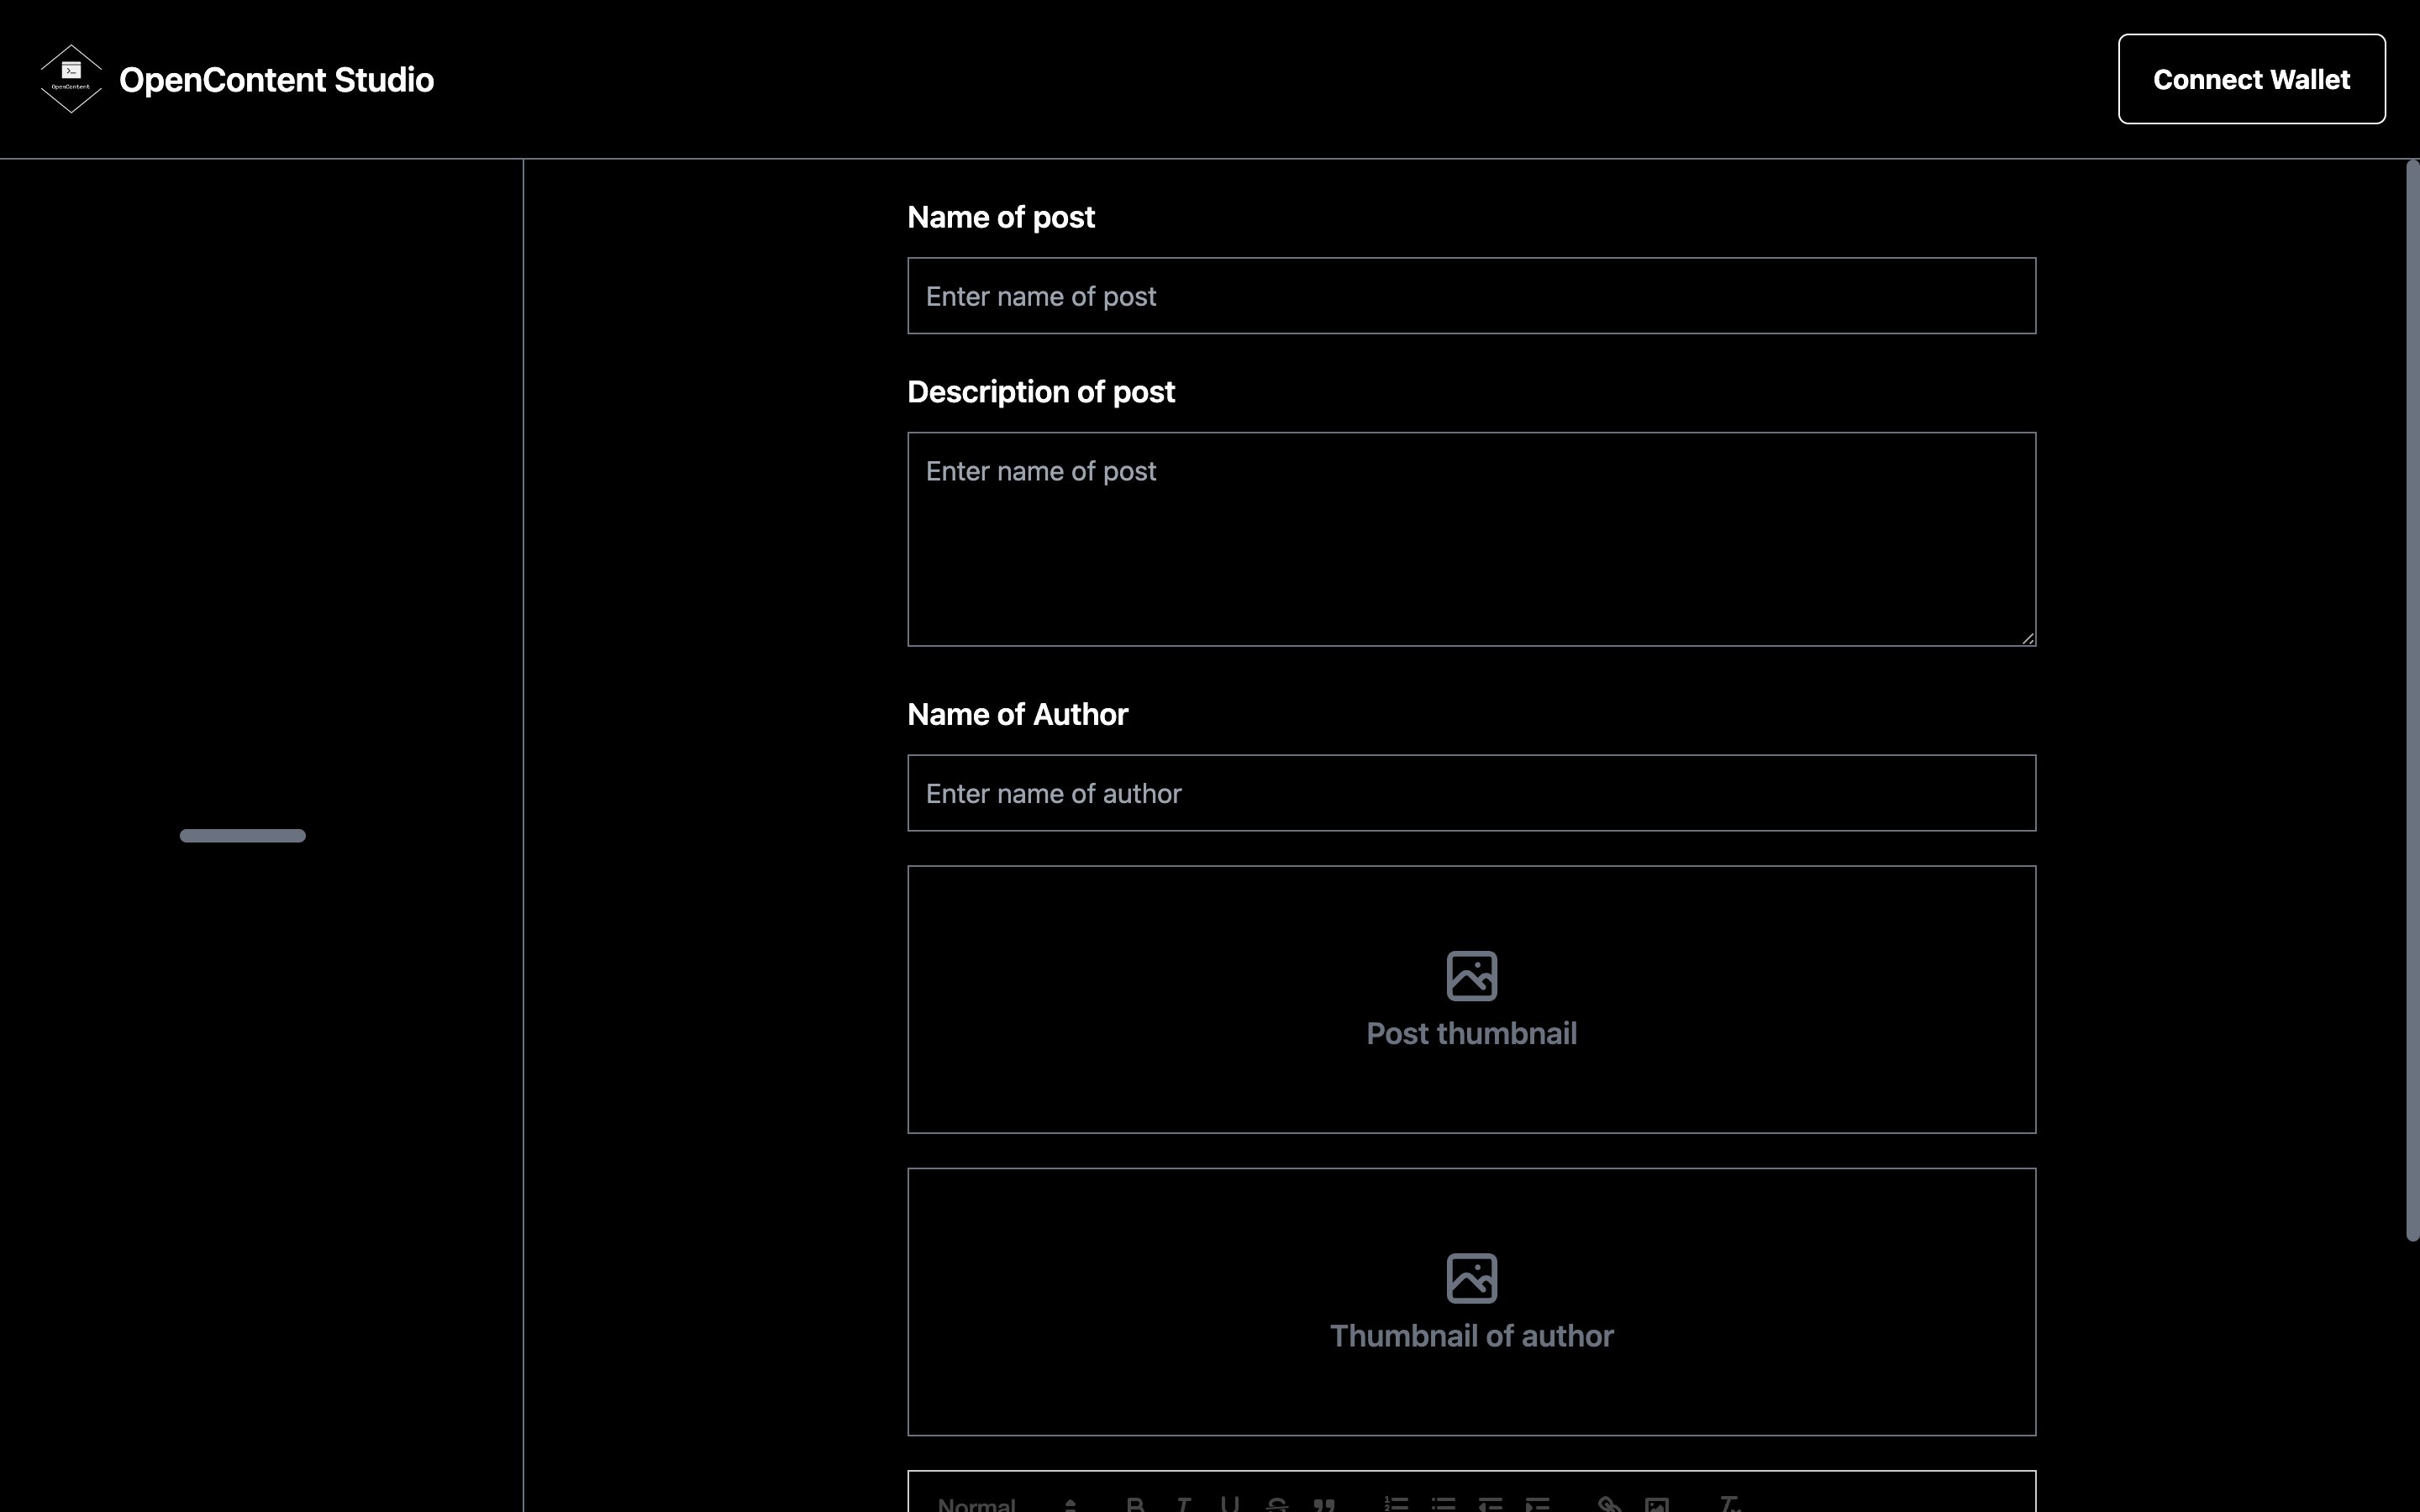 OpenContent
OpenContent Studio
Connect Wallet
Name of post
Enter name of post
Description of post
Enter name of post
Name of Author
Enter name of author
Post thumbnail
Thumbnail of author
Normal